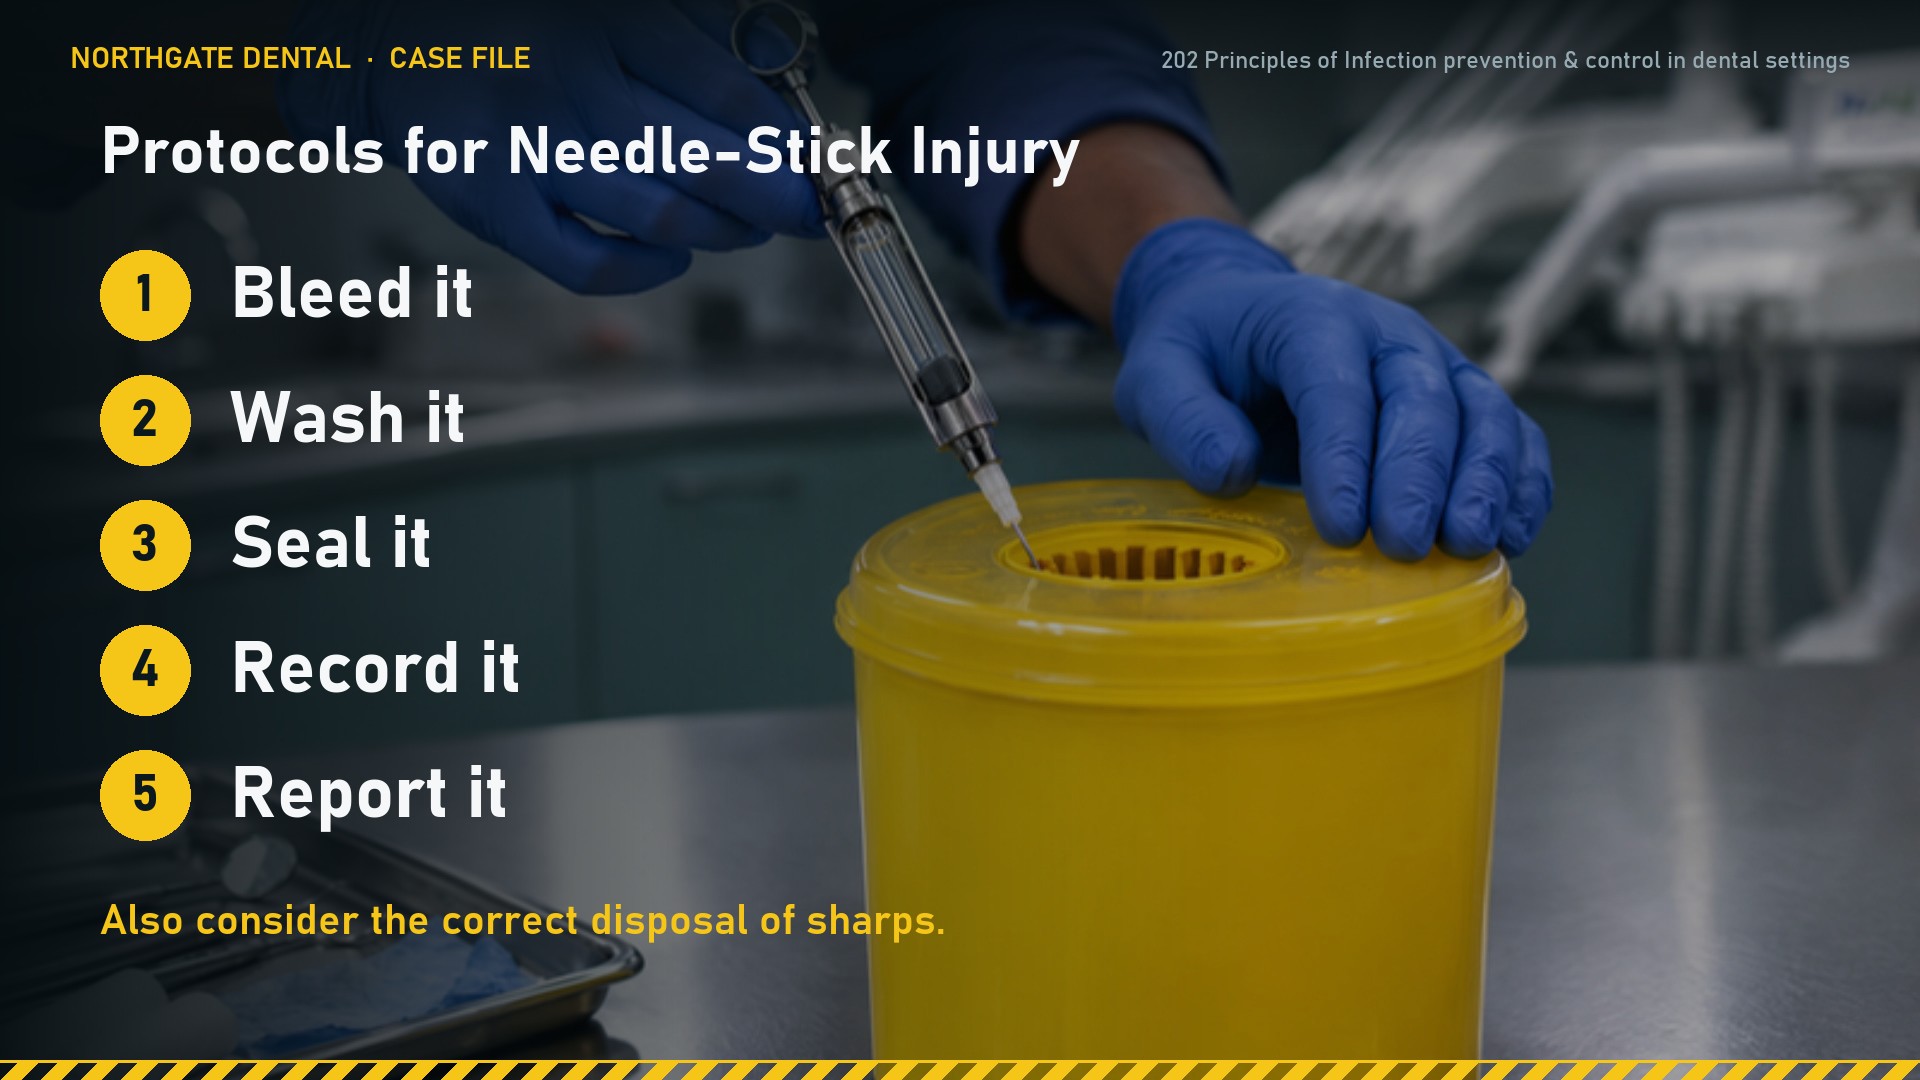 NORTHGATE DENTAL · CASE FILE
202 Principles of Infection prevention & control in dental settings
Protocols for Needle-Stick Injury
1 Bleed it
2 Wash it
3 Seal it
4 Record it
5 Report it
Also consider the correct disposal of sharps.